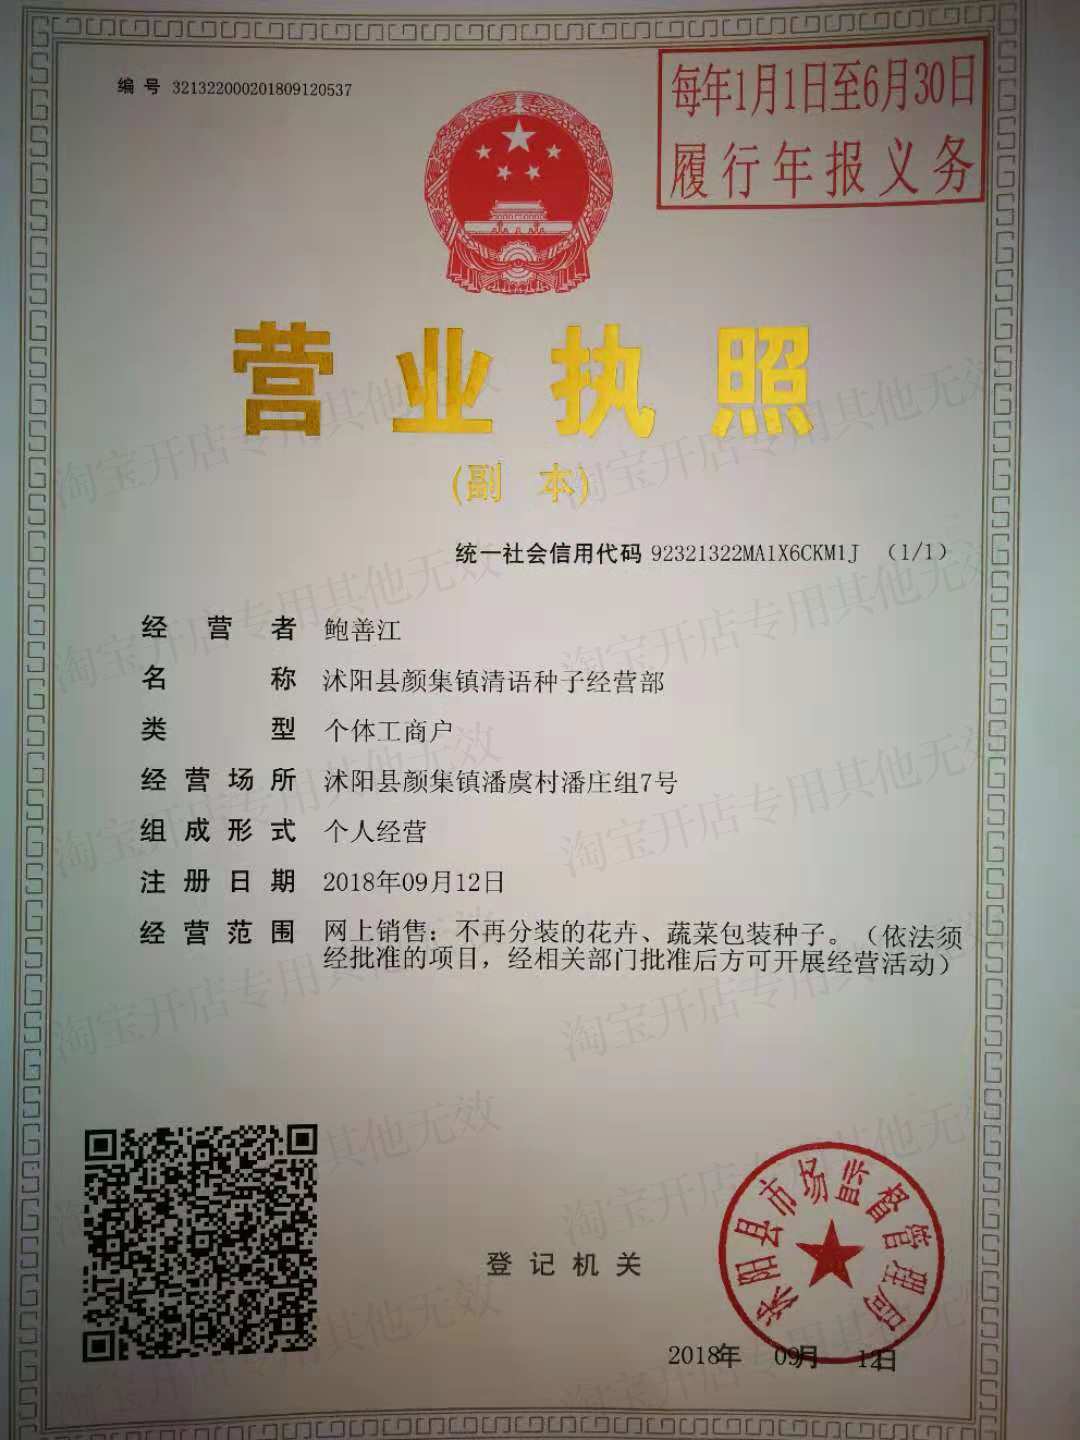 编号 321322000201809120537
每年1月1日至6月30日
履行年报义务
营业执照
(副 本)
统一社会信用代码 92321322MA1X6CKM1J （1/1）
经营者 鲍善江
名称 沭阳县颜集镇清语种子经营部
类型 个体工商户
经营场所 沭阳县颜集镇潘虞村潘庄组7号
组成形式 个人经营
注册日期 2018年09月12日
经营范围 网上销售：不再分装的花卉、蔬菜包装种子。（依法须
经批准的项目，经相关部门批准后方可开展经营活动）
登记机关
沭阳县市场监督管理局
2018年 09月 12日
淘宝开店专用其他无效